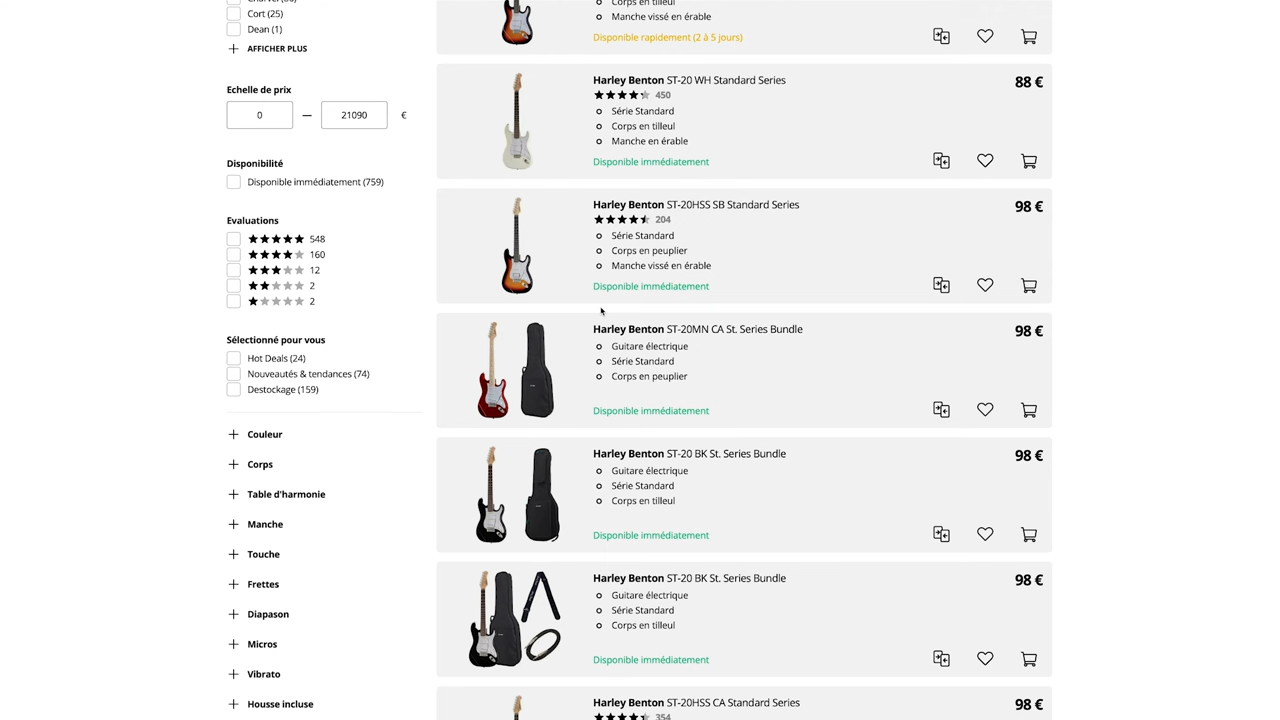 Cort (25)
Dean (1)
AFFICHER PLUS
Echelle de prix
0 — 21090 €
Disponibilité
Disponible immédiatement (759)
Evaluations
548
160
12
2
2
Sélectionné pour vous
Hot Deals (24)
Nouveautés & tendances (74)
Destockage (159)
Couleur
Corps
Table d'harmonie
Manche
Touche
Frettes
Diapason
Micros
Vibrato
Housse incluse
Corps en tilleul
Manche vissé en érable
Disponible rapidement (2 à 5 jours)
Harley Benton ST-20 WH Standard Series
88 €
450
Série Standard
Corps en tilleul
Manche en érable
Disponible immédiatement
Harley Benton ST-20HSS SB Standard Series
98 €
204
Série Standard
Corps en peuplier
Manche vissé en érable
Disponible immédiatement
Harley Benton ST-20MN CA St. Series Bundle
98 €
Guitare électrique
Série Standard
Corps en peuplier
Disponible immédiatement
Harley Benton ST-20 BK St. Series Bundle
98 €
Guitare électrique
Série Standard
Corps en tilleul
Disponible immédiatement
Harley Benton ST-20 BK St. Series Bundle
98 €
Guitare électrique
Série Standard
Corps en tilleul
Disponible immédiatement
Harley Benton ST-20HSS CA Standard Series
98 €
354